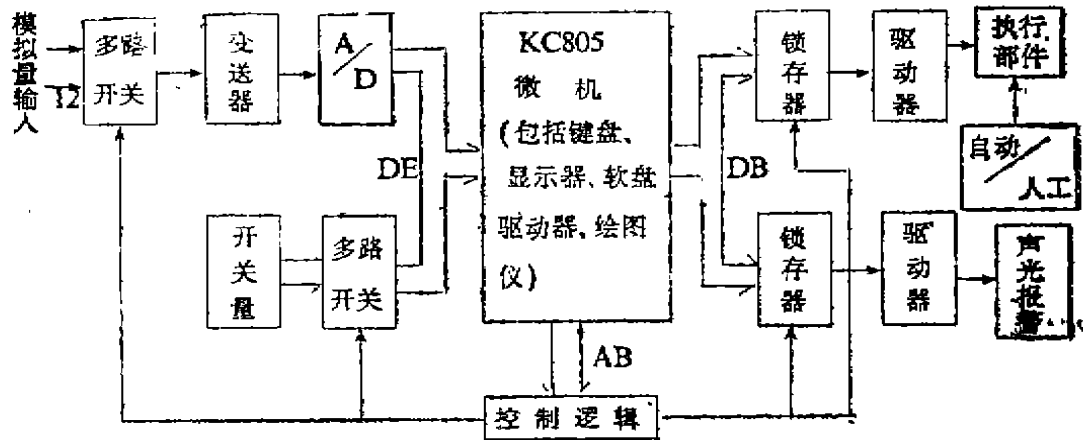 模拟量输人
12
多路
开关
变送器
A/D
KC805
微机
(包括键盘、
显示器、软盘
驱动器、绘图
仪)
DE
开关量
多路
开关
AB
控制逻辑
DB
锁存器
驱动器
执行
部件
自动/人工
锁存器
驱动器
声光报警